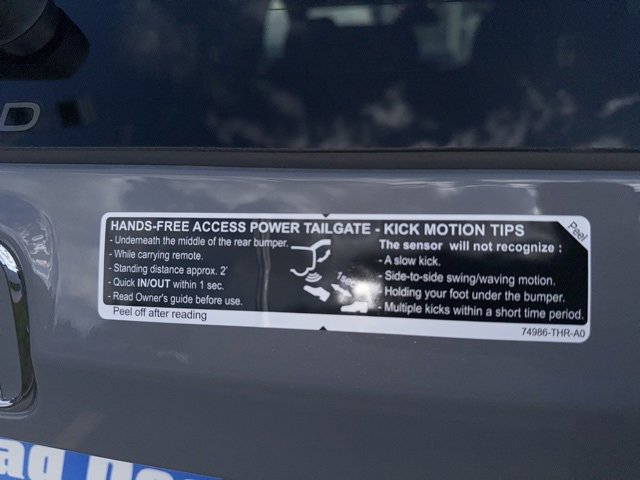 D
HANDS-FREE ACCESS POWER TAILGATE - KICK MOTION TIPS
- Underneath the middle of the rear bumper.
- While carrying remote.
- Standing distance approx. 2'
- Quick IN/OUT within 1 sec.
- Read Owner's guide before use.
1sec
The sensor will not recognize :
- A slow kick.
- Side-to-side swing/waving motion.
- Holding your foot under the bumper.
- Multiple kicks within a short time period.
Peel
Peel off after reading
74986-THR-A0